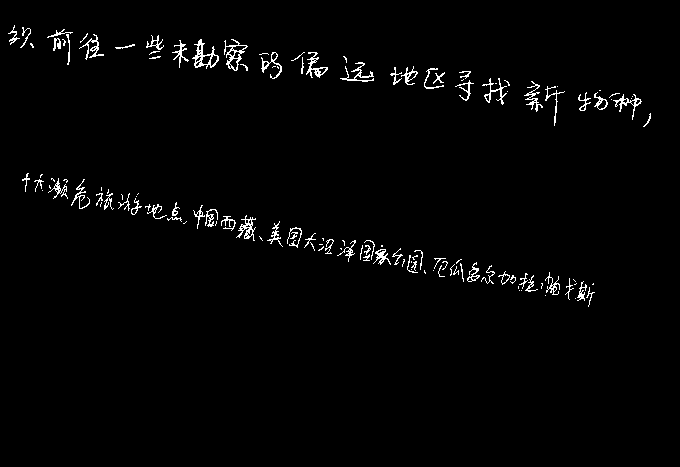 织前往一些未勘察的偏远地区寻找新物种,
十大濒危旅游地点中国西藏、美国大沼泽国家公园、厄瓜多尔加拉帕戈斯